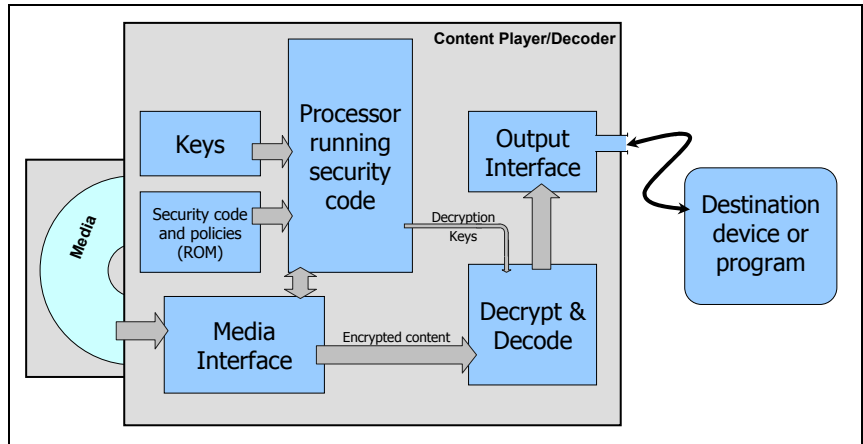 Content Player/Decoder
Processor
running
security
code
Keys
Output
Interface
Security code
and policies
(ROM)
Media
Decryption
Keys
Destination
device or
program
Media
Interface
Encrypted content
Decrypt &
Decode